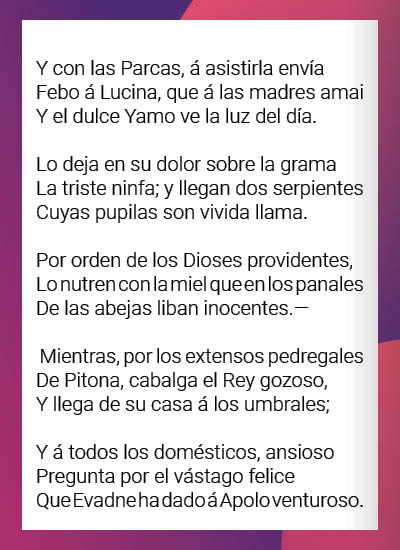 Y con las Parcas, á asistirla envía
Febo á Lucina, que á las madres amai
Y el dulce Yamo ve la luz del día.
Lo deja en su dolor sobre la grama
La triste ninfa; y llegan dos serpientes
Cuyas pupilas son vivida llama.
Por orden de los Dioses providentes,
Lo nutren con la miel que en los panales
De las abejas liban inocentes.—
Mientras, por los extensos pedregales
De Pitona, cabalga el Rey gozoso,
Y llega de su casa á los umbrales;
Y á todos los domésticos, ansioso
Pregunta por el vástago felice
Que Evadne ha dado á Apolo venturoso.